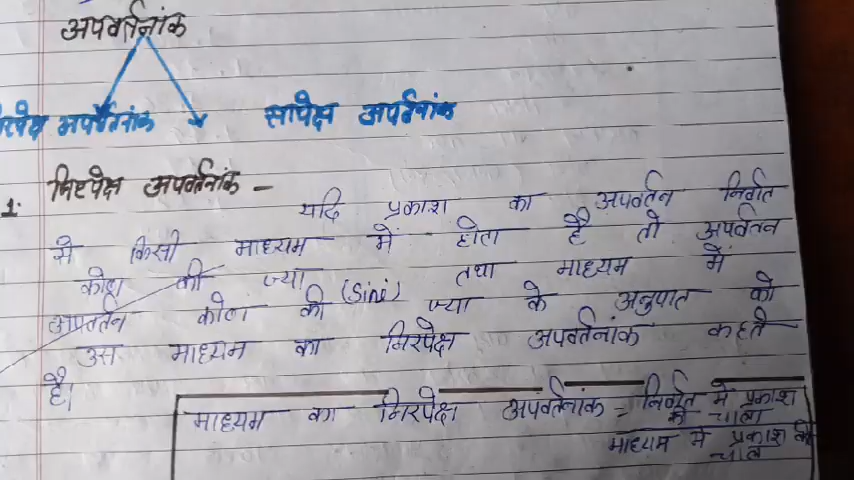 अपवर्तनांक
निरपेक्ष अपवर्तनांक सापेक्ष अपवर्तनांक
1. निरपेक्ष अपवर्तनांक -
यदि प्रकाश का अपवर्तन निर्वात
से किसी माध्यम में होता है तो अपवर्तन
कोण की ज्या (sini) तथा माध्यम में
अपवर्तन कोण की ज्या के अनुपात को
उस माध्यम का निरपेक्ष अपवर्तनांक कहते
है।
माध्यम का निरपेक्ष अपवर्तनांक = निर्वात में प्रकाश
की चाल
माध्यम में प्रकाश की
चाल